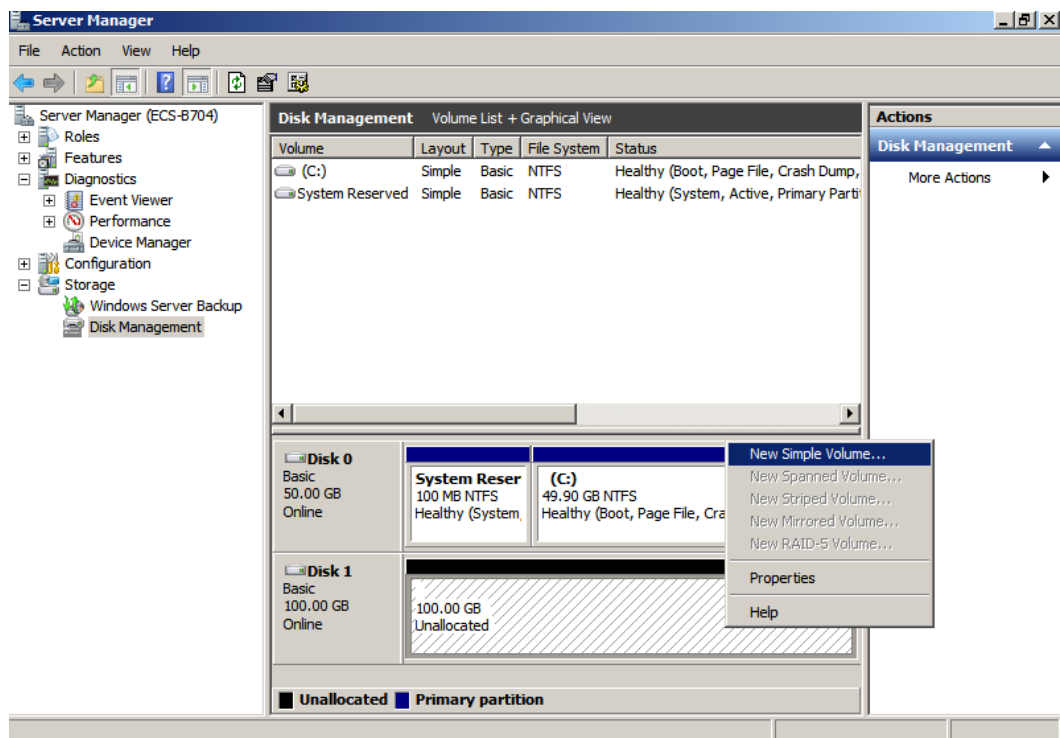 Server Manager
File Action View Help
Server Manager (ECS-B704)
Roles
Features
Diagnostics
Event Viewer
Performance
Device Manager
Configuration
Storage
Windows Server Backup
Disk Management
Disk Management Volume List + Graphical View
Volume Layout Type File System Status
(C:) Simple Basic NTFS Healthy (Boot, Page File, Crash Dump,
System Reserved Simple Basic NTFS Healthy (System, Active, Primary Parti
Disk 0
Basic
50.00 GB
Online
System Reser
100 MB NTFS
Healthy (System,
(C:)
49.90 GB NTFS
Healthy (Boot, Page File, Cra
Disk 1
Basic
100.00 GB
Online
100.00 GB
Unallocated
New Simple Volume...
New Spanned Volume...
New Striped Volume...
New Mirrored Volume...
New RAID-5 Volume...
Properties
Help
Unallocated Primary partition
Actions
Disk Management
More Actions